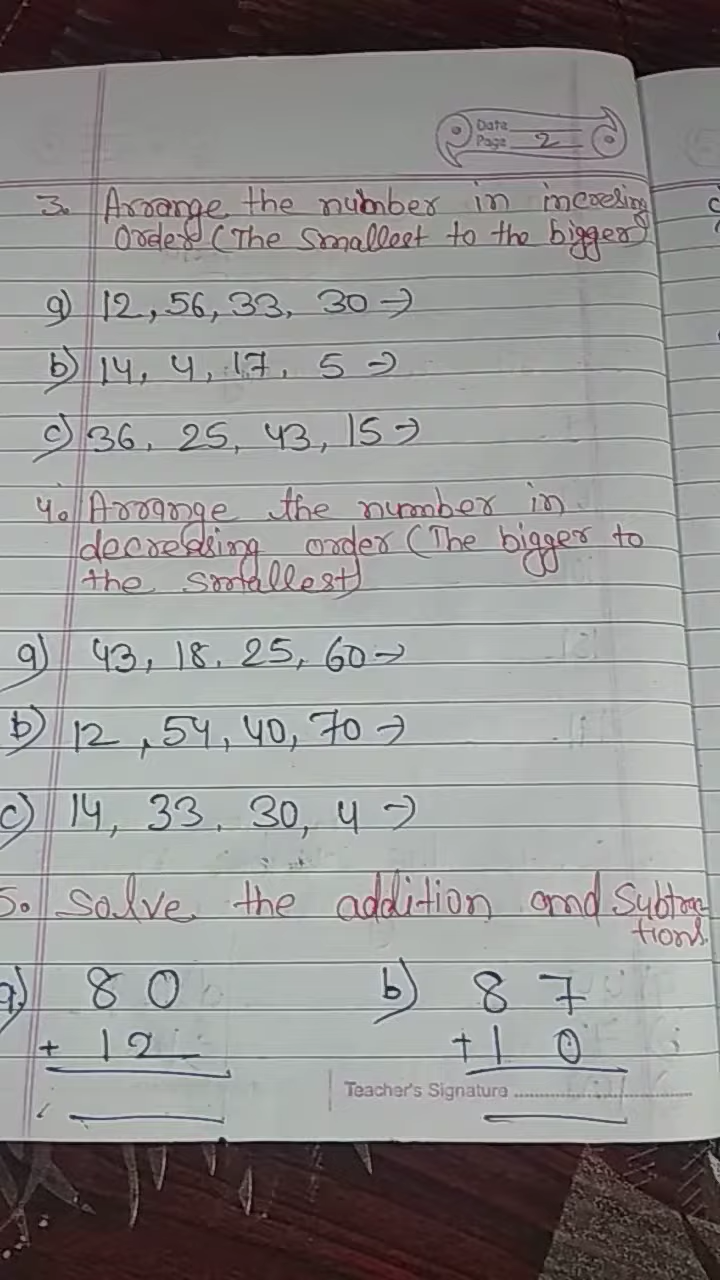 Date
Page 2
3. Arrange the number in increeing
Order (The Smallest to the bigger)
a) 12, 56, 33, 30 →
b) 14, 4, 17, 5 →
c) 36, 25, 43, 15 →
4. Arrange the number in
decreasing order (The bigger to
the smallest)
a) 43, 18, 25, 60 →
b) 12, 54, 40, 70 →
c) 14, 33, 30, 4 →
5. Solve the addition and Subtrac-
tions.
a) 80 b) 87
+ 12 + 10
Teacher's Signature